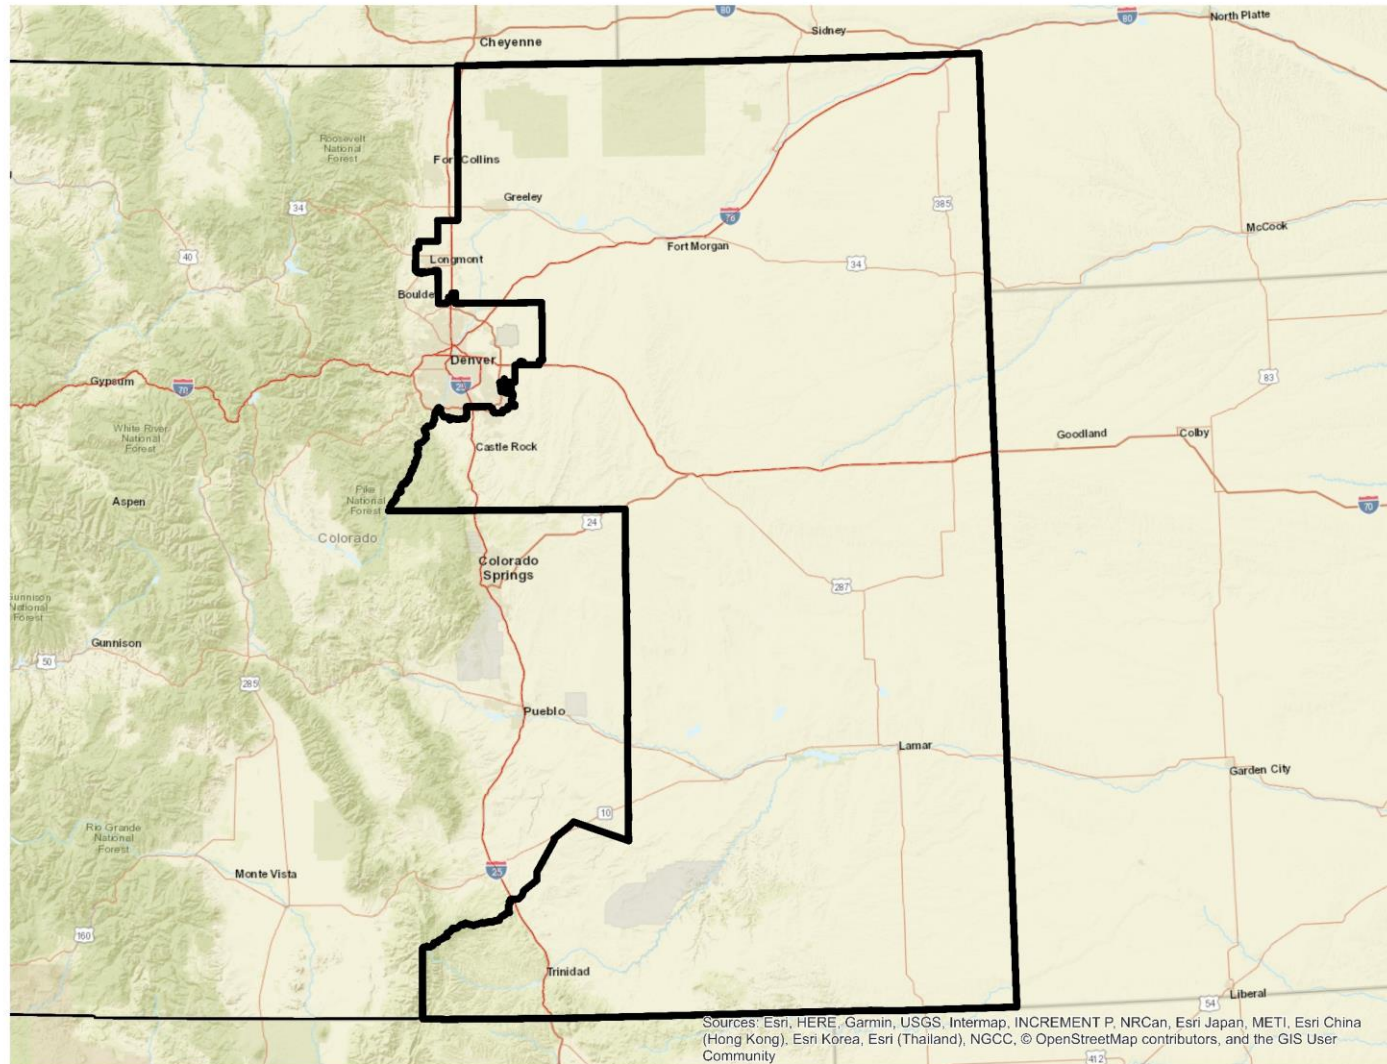 80
North Platte
80
Sidney
Cheyenne
Roosevelt
National
Forest
Fort Collins
Greeley
34
385
76
McCook
40
Longmont
Fort Morgan
34
Boulder
Denver
Gypsum
70
25
83
White River
National
Forest
Castle Rock
Goodland
Colby
Aspen
Pike
National
Forest
70
24
Colorado
Colorado
Springs
287
Gunnison
National
Forest
Gunnison
50
285
Pueblo
Lamar
Garden City
10
Rio Grande
National
Forest
Monte Vista
25
160
Trinidad
Liberal
54
Sources: Esri, HERE, Garmin, USGS, Intermap, INCREMENT P, NRCan, Esri Japan, METI, Esri China
(Hong Kong), Esri Korea, Esri (Thailand), NGCC, © OpenStreetMap contributors, and the GIS User
Community
412